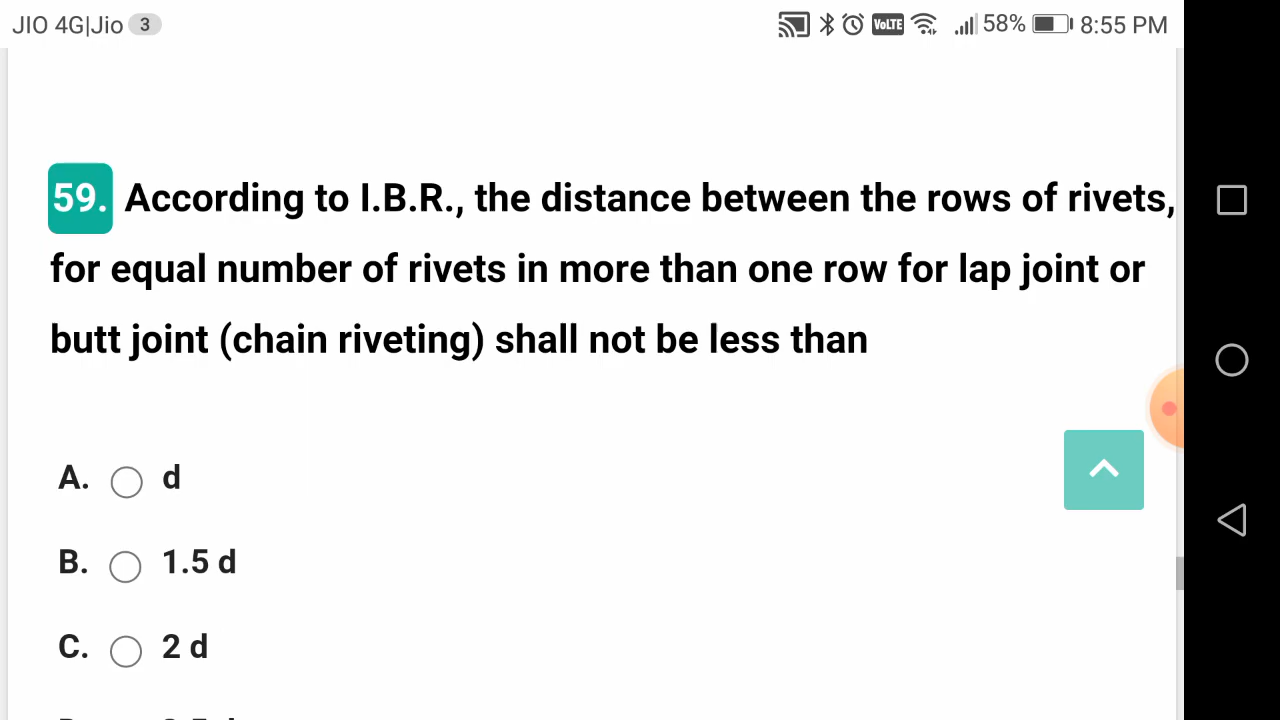 JIO 4G|Jio 3 VoLTE 58% 8:55 PM
59. According to I.B.R., the distance between the rows of rivets,
for equal number of rivets in more than one row for lap joint or
butt joint (chain riveting) shall not be less than
A. d
B. 1.5 d
C. 2 d